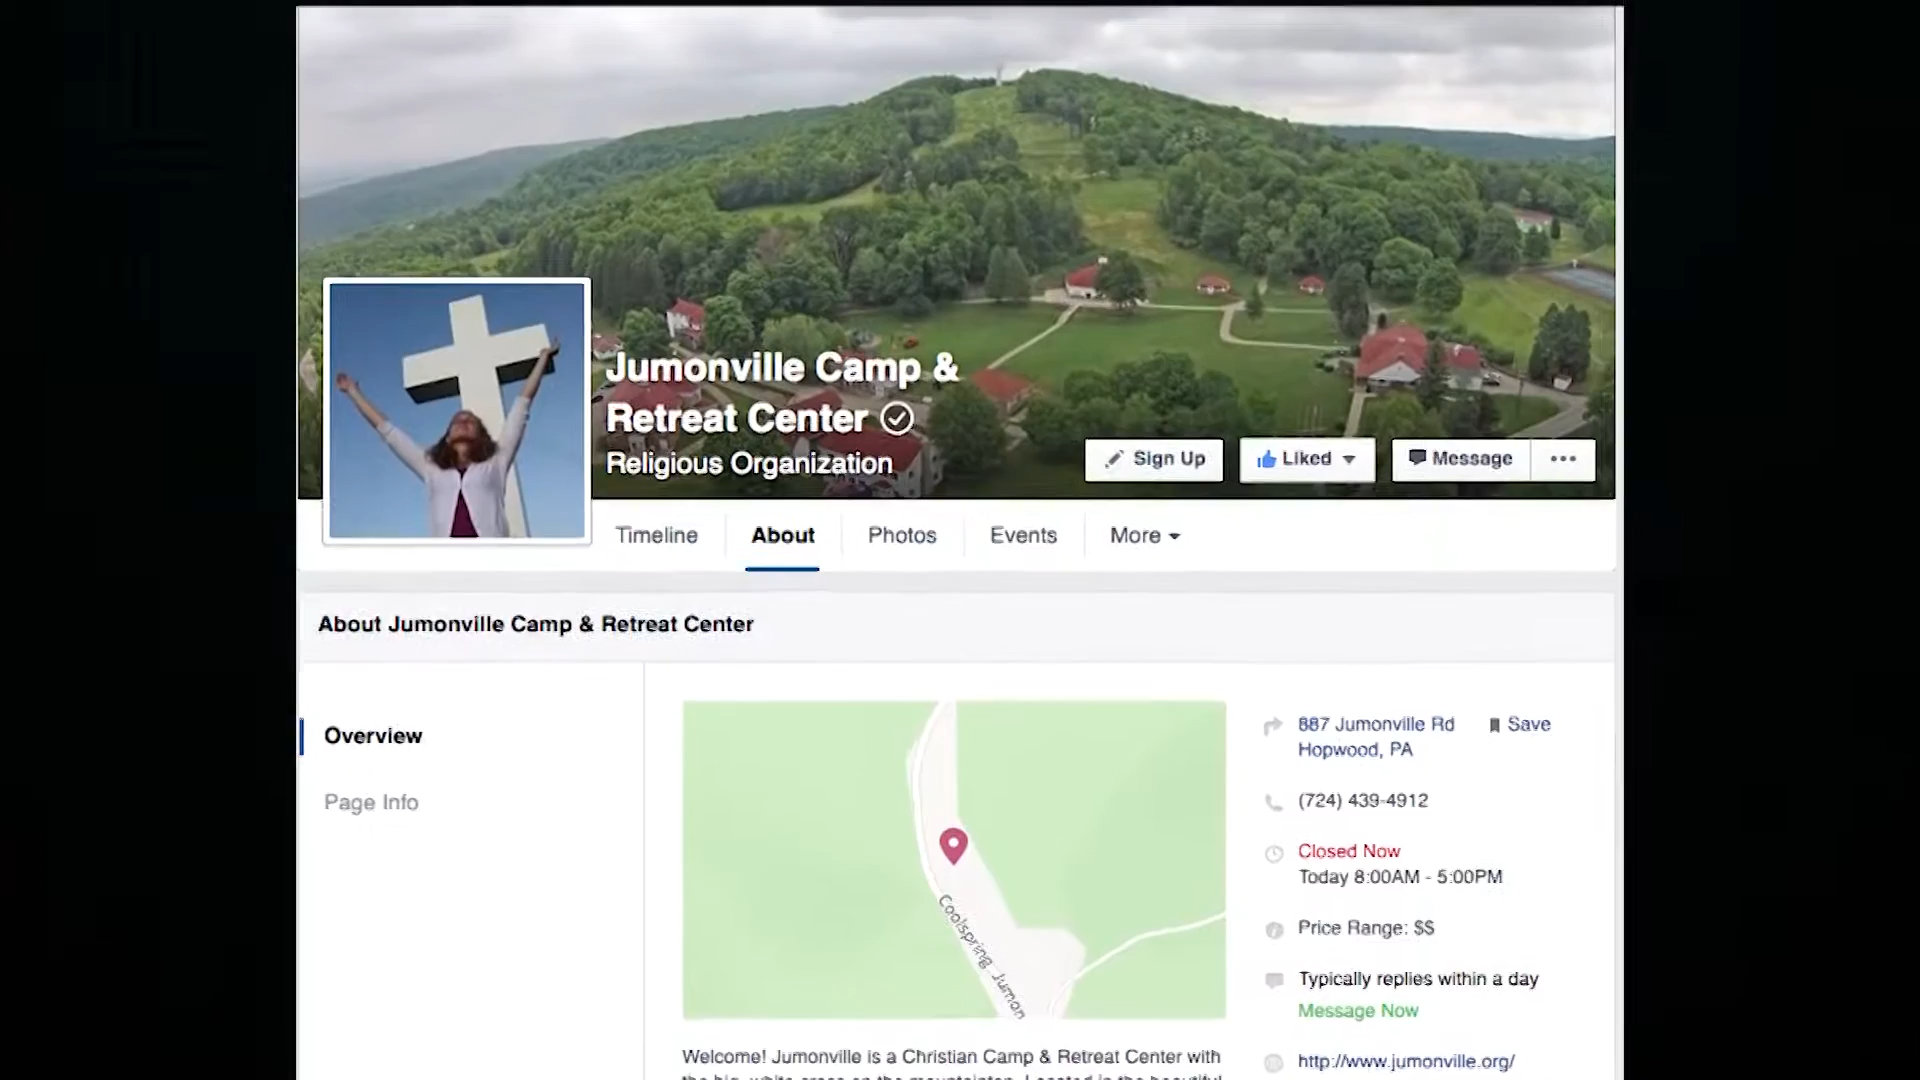 Jumonville Camp &
Retreat Center
Religious Organization
Sign Up
Liked
Message
Timeline
About
Photos
Events
More
About Jumonville Camp & Retreat Center
Overview
Page Info
Coolspring Jumon
887 Jumonville Rd
Hopwood, PA
Save
(724) 439-4912
Closed Now
Today 8:00AM - 5:00PM
Price Range: $$
Typically replies within a day
Message Now
http://www.jumonville.org/
Welcome! Jumonville is a Christian Camp & Retreat Center with